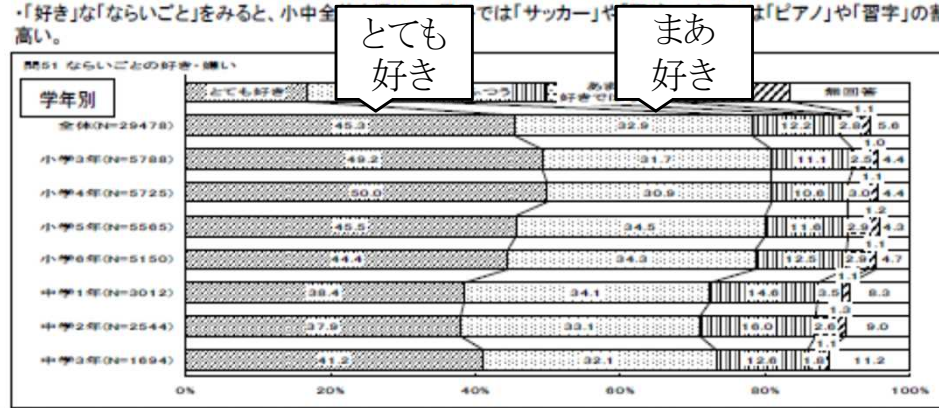 ・「好き」な「ならいごと」をみると、小中全 では「サッカー」や は「ピアノ」や「習字」の割
高い。
とても
好き
まあ
好き
問51 ならいごとの好き・嫌い
学年別
とても好き つう あま
好きで 無回答
1.1
全体(N=29478) 45.3 32.9 12.2 2.8 5.6
1.0
小学3年(N=5788) 49.2 31.7 11.1 2.5 4.4
1.1
小学4年(N=5725) 50.0 30.9 10.6 3.0 4.4
1.2
小学5年(N=5565) 45.5 34.5 11.6 2.9 4.3
1.1
小学6年(N=5150) 44.4 34.3 12.5 2.9 4.7
1.1
中学1年(N=3012) 38.4 34.1 14.6 3.5 8.3
1.3
中学2年(N=2544) 37.9 33.1 16.0 2.6 9.0
1.1
中学3年(N=1694) 41.2 32.1 12.6 1.8 11.2
0% 20% 40% 60% 80% 100%